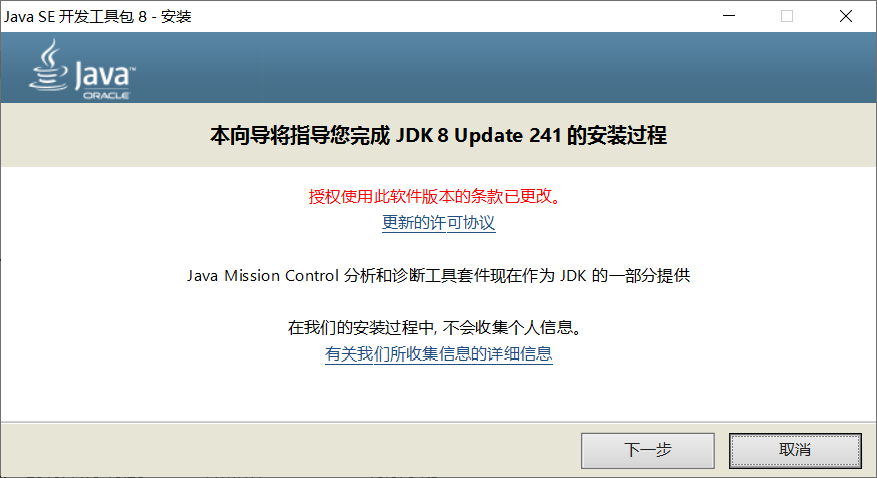 Java SE 开发工具包 8 - 安装
Java™
ORACLE
本向导将指导您完成 JDK 8 Update 241 的安装过程
授权使用此软件版本的条款已更改。
更新的许可协议
Java Mission Control 分析和诊断工具套件现在作为 JDK 的一部分提供
在我们的安装过程中, 不会收集个人信息。
有关我们所收集信息的详细信息
下一步
取消